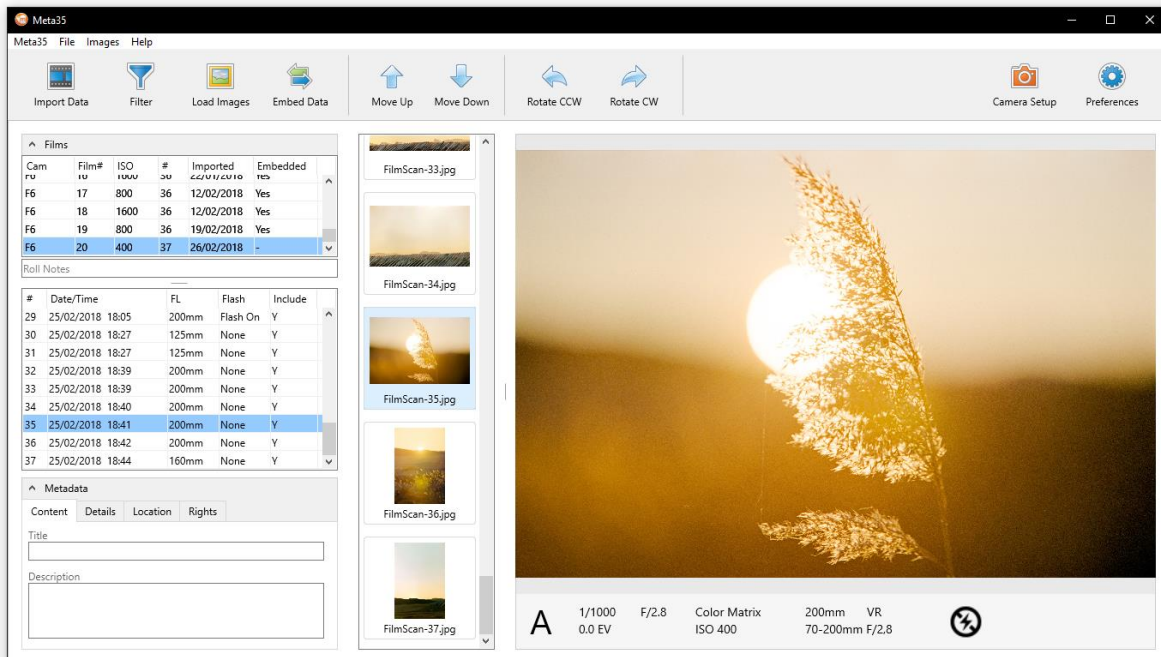 Meta35
Meta35 File Images Help
Import Data Filter Load Images Embed Data Move Up Move Down Rotate CCW Rotate CW Camera Setup Preferences
Films
Cam Film# ISO # Imported Embedded
F6 16 1600 36 22/01/2018 Yes
F6 17 800 36 12/02/2018 Yes
F6 18 1600 36 12/02/2018 Yes
F6 19 800 36 19/02/2018 Yes
F6 20 400 37 26/02/2018 -
Roll Notes
# Date/Time FL Flash Include
29 25/02/2018 18:05 200mm Flash On Y
30 25/02/2018 18:27 125mm None Y
31 25/02/2018 18:27 125mm None Y
32 25/02/2018 18:39 200mm None Y
33 25/02/2018 18:39 200mm None Y
34 25/02/2018 18:40 200mm None Y
35 25/02/2018 18:41 200mm None Y
36 25/02/2018 18:42 200mm None Y
37 25/02/2018 18:44 160mm None Y
Metadata
Content Details Location Rights
Title
Description
FilmScan-33.jpg
FilmScan-34.jpg
FilmScan-35.jpg
FilmScan-36.jpg
FilmScan-37.jpg
A
1/1000 F/2.8 Color Matrix 200mm VR
0.0 EV ISO 400 70-200mm F/2,8